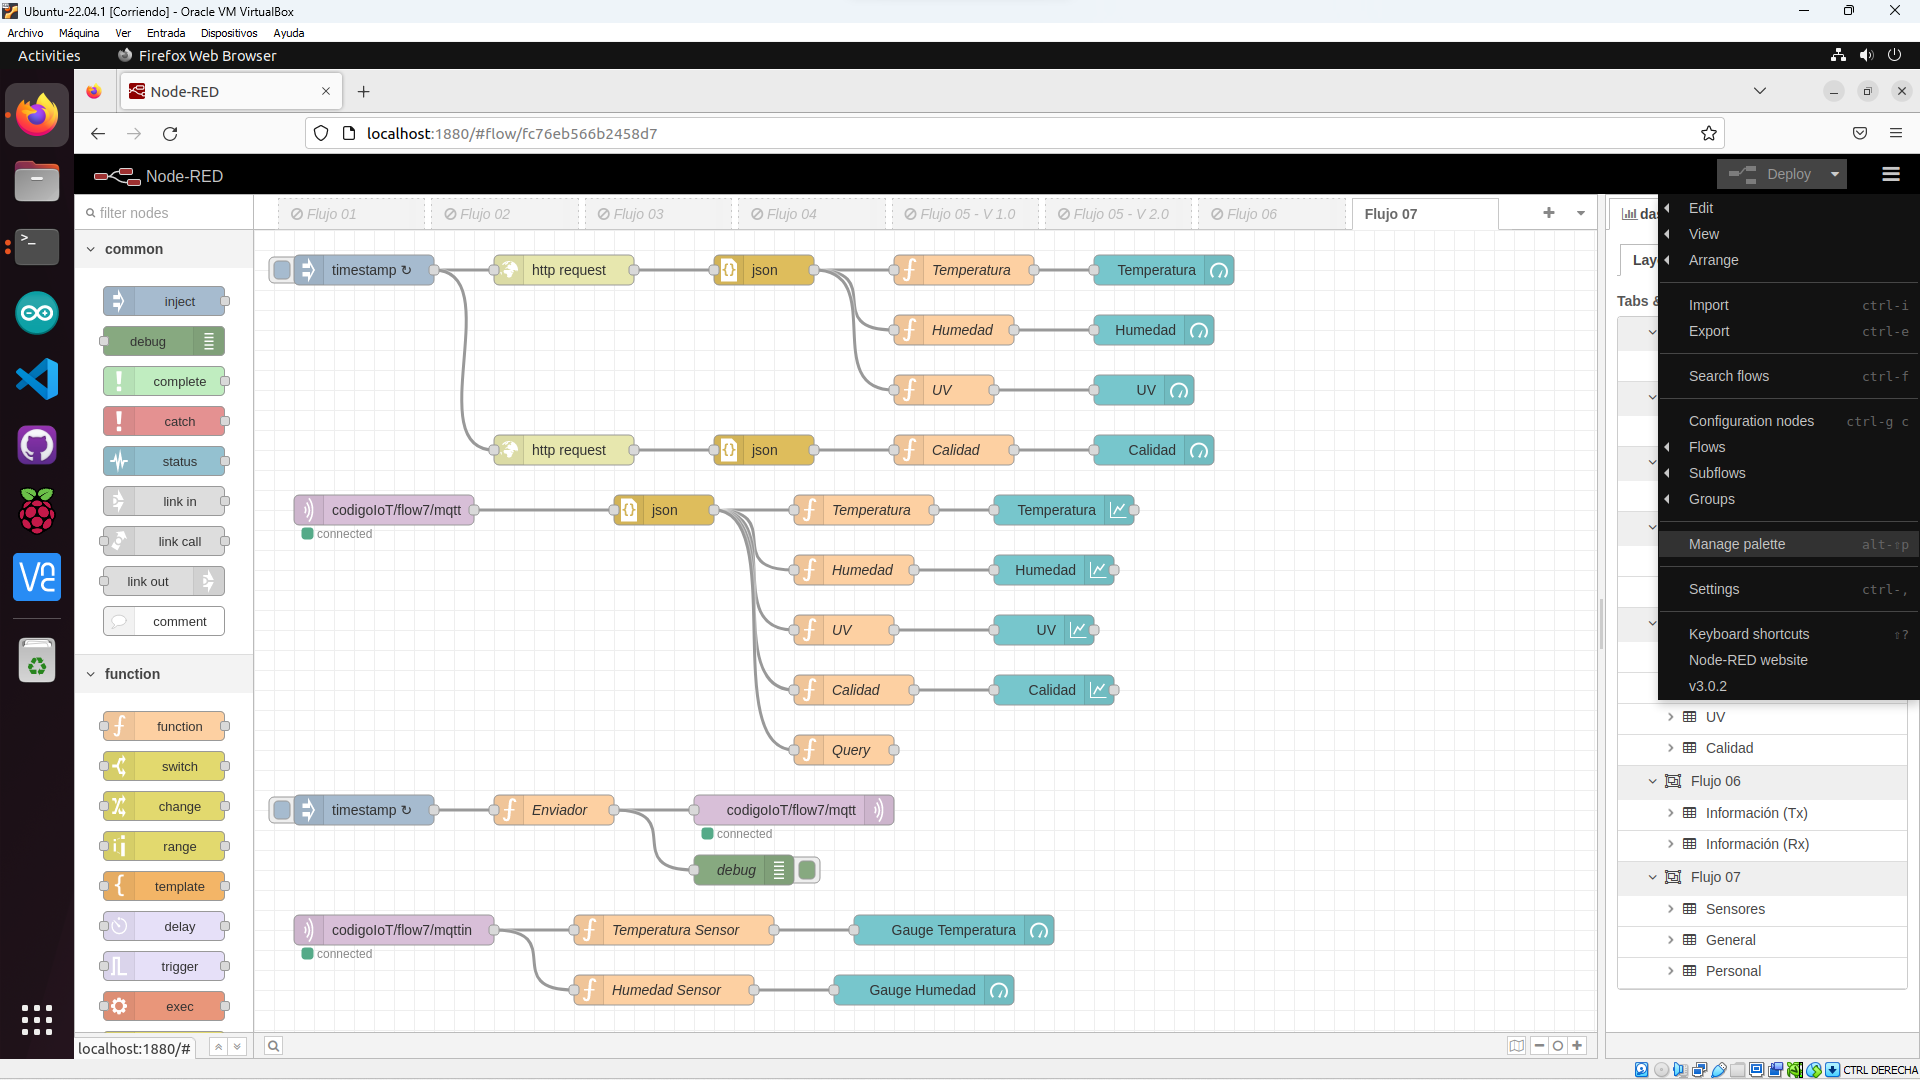 Ubuntu-22.04.1 [Corriendo] - Oracle VM VirtualBox
Archivo Máquina Ver Entrada Dispositivos Ayuda
Activities Firefox Web Browser
Node-RED
localhost:1880/#flow/fc76eb566b2458d7
Node-RED Deploy
filter nodes
common
inject
debug
complete
catch
status
link in
link call
link out
comment
function
function
switch
change
range
template
delay
trigger
exec
localhost:1880/#
Flujo 01 Flujo 02 Flujo 03 Flujo 04 Flujo 05 - V 1.0 Flujo 05 - V 2.0 Flujo 06 Flujo 07
timestamp ↻ http request json Temperatura Temperatura
Humedad Humedad
UV UV
http request json Calidad Calidad
codigoIoT/flow7/mqtt json Temperatura Temperatura
connected
Humedad Humedad
UV UV
Calidad Calidad
Query
timestamp ↻ Enviador codigoIoT/flow7/mqtt
connected
debug
codigoIoT/flow7/mqttin Temperatura Sensor Gauge Temperatura
connected
Humedad Sensor Gauge Humedad
das
Lay
Tabs &
Edit
View
Arrange
Import ctrl-i
Export ctrl-e
Search flows ctrl-f
Configuration nodes ctrl-g c
Flows
Subflows
Groups
Manage palette alt-⇧p
Settings ctrl-,
Keyboard shortcuts ⇧?
Node-RED website
v3.0.2
UV
Calidad
Flujo 06
Información (Tx)
Información (Rx)
Flujo 07
Sensores
General
Personal
CTRL DERECHA